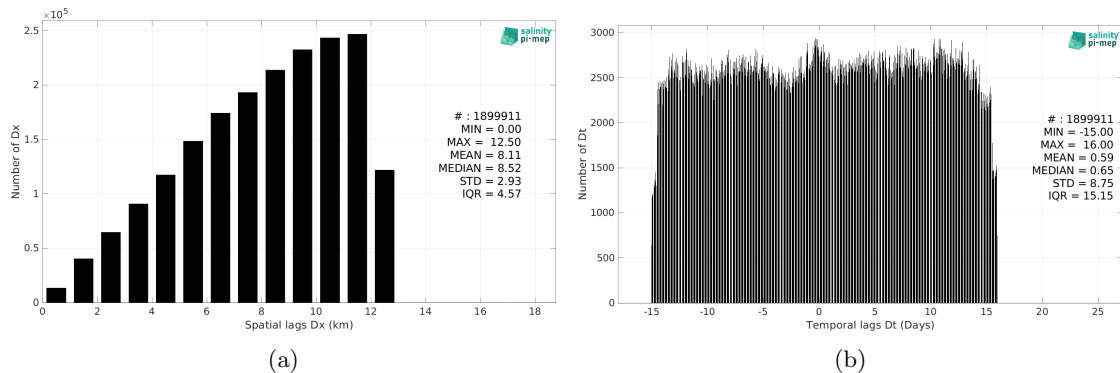 ×10^5
2.5
2
1.5
1
0.5
0
Number of Dx
0 2 4 6 8 10 12 14 16 18
Spatial lags Dx (km)
salinity
pi-mep
# : 1899911
MIN = 0.00
MAX = 12.50
MEAN = 8.11
MEDIAN = 8.52
STD = 2.93
IQR = 4.57
(a)
3000
2500
2000
1500
1000
500
0
Number of Dt
-15 -10 -5 0 5 10 15 20 25
Temporal lags Dt (Days)
salinity
pi-mep
# : 1899911
MIN = -15.00
MAX = 16.00
MEAN = 0.59
MEDIAN = 0.65
STD = 8.75
IQR = 15.15
(b)